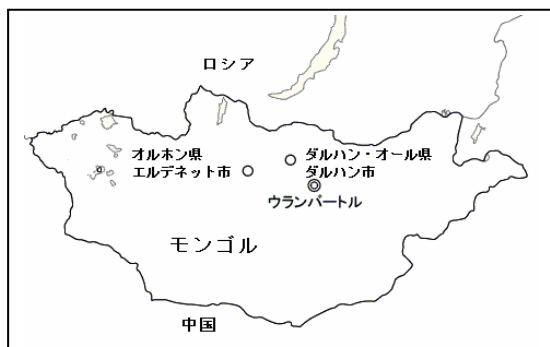 ロシア
オルホン県
エルデネット市
ダルハン・オール県
ダルハン市
ウランバートル
モンゴル
中国